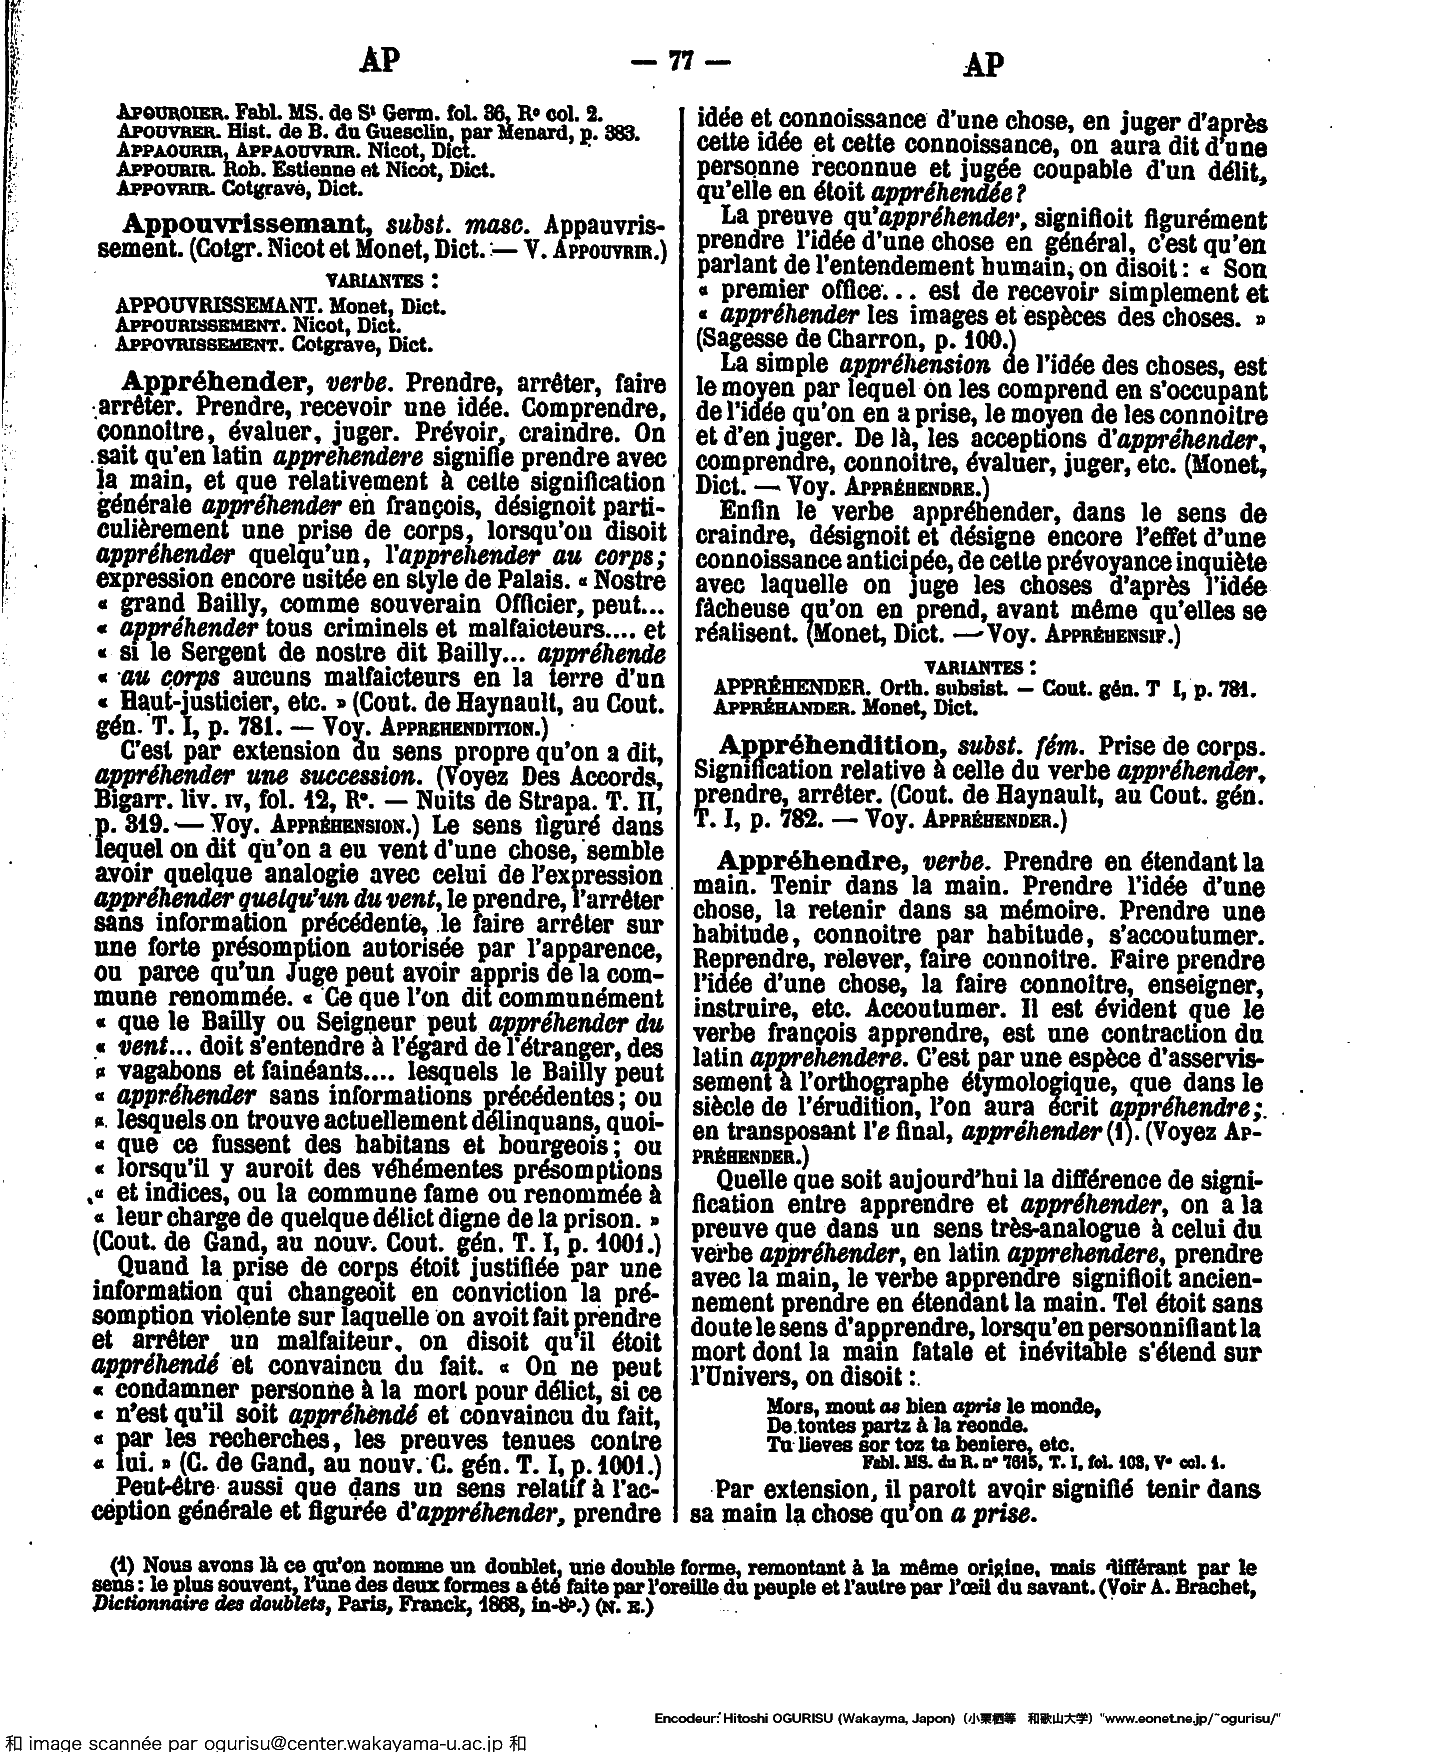 AP — 77 — AP
APOUROIER. Fabl. MS. de St Germ. fol. 36, Ro col. 2.
APOUVRER. Hist. de B. du Guesclin, par Menard, p. 383.
APPAOURIR, APPAOUVRIR. Nicot, Dict.
APPOURIR. Rob. Estienne et Nicot, Dict.
APPOVRIR. Cotgrave, Dict.
Appouvrissemant, subst. masc. Appauvris-
sement. (Cotgr. Nicot et Monet, Dict. — V. APPOUVRIR.)
VARIANTES :
APPOUVRISSEMANT. Monet, Dict.
APPOURISSEMENT. Nicot, Dict.
APPOVRISSEMENT. Cotgrave, Dict.
Appréhender, verbe. Prendre, arrêter, faire
arrêter. Prendre, recevoir une idée. Comprendre,
connoître, évaluer, juger. Prévoir, craindre. On
sait qu'en latin apprehendere signifie prendre avec
la main, et que relativement à cette signification
générale appréhender en françois, désignoit parti-
culièrement une prise de corps, lorsqu'on disoit
appréhender quelqu'un, l'apprehender au corps;
expression encore usitée en style de Palais. « Nostre
« grand Bailly, comme souverain Officier, peut...
« appréhender tous criminels et malfaicteurs.... et
« si le Sergent de nostre dit Bailly... appréhende
« au corps aucuns malfaicteurs en la terre d'un
« Haut-justicier, etc. » (Cout. de Haynault, au Cout.
gén. T. I, p. 781. — Voy. APPREHENDITION.)
C'est par extension du sens propre qu'on a dit,
appréhender une succession. (Voyez Des Accords,
Bigarr. liv. IV, fol. 12, Ro. — Nuits de Strapa. T. II,
p. 319. — Voy. APPRÉHENSION.) Le sens figuré dans
lequel on dit qu'on a eu vent d'une chose, semble
avoir quelque analogie avec celui de l'expression
appréhender quelqu'un du vent, le prendre, l'arrêter
sans information précédente, le faire arrêter sur
une forte présomption autorisée par l'apparence,
ou parce qu'un Juge peut avoir appris de la com-
mune renommée. « Ce que l'on dit communément
« que le Bailly ou Seigneur peut appréhender du
« vent... doit s'entendre à l'égard de l'étranger, des
« vagabons et fainéants.... lesquels le Bailly peut
« appréhender sans informations précédentes; ou
« lesquels on trouve actuellement délinquans, quoi-
« que ce fussent des habitans et bourgeois; ou
« lorsqu'il y auroit des véhémentes présomptions
« et indices, ou la commune fame ou renommée à
« leur charge de quelque délict digne de la prison. »
(Cout. de Gand, au nouv. Cout. gén. T. I, p. 1001.)
Quand la prise de corps étoit justifiée par une
information qui changeoit en conviction la pré-
somption violente sur laquelle on avoit fait prendre
et arrêter un malfaiteur, on disoit qu'il étoit
appréhendé et convaincu du fait. « On ne peut
« condamner personne à la mort pour délict, si ce
« n'est qu'il soit appréhendé et convaincu du fait,
« par les recherches, les preuves tenues contre
« lui. » (C. de Gand, au nouv. C. gén. T. I, p. 1001.)
Peut-être aussi que dans un sens relatif à l'ac-
ception générale et figurée d'appréhender, prendre
idée et connoissance d'une chose, en juger d'après
cette idée et cette connoissance, on aura dit d'une
personne reconnue et jugée coupable d'un délit,
qu'elle en étoit appréhendée?
La preuve qu'appréhender, signifioit figurément
prendre l'idée d'une chose en général, c'est qu'en
parlant de l'entendement humain, on disoit : « Son
« premier office... est de recevoir simplement et
« appréhender les images et espèces des choses. »
(Sagesse de Charron, p. 100.)
La simple appréhension de l'idée des choses, est
le moyen par lequel on les comprend en s'occupant
de l'idée qu'on en a prise, le moyen de les connoitre
et d'en juger. De là, les acceptions d'appréhender,
comprendre, connoitre, évaluer, juger, etc. (Monet,
Dict. — Voy. APPRÉHENDRE.)
Enfin le verbe appréhender, dans le sens de
craindre, désignoit et désigne encore l'effet d'une
connoissance anticipée, de cette prévoyance inquiète
avec laquelle on juge les choses d'après l'idée
fâcheuse qu'on en prend, avant même qu'elles se
réalisent. (Monet, Dict. — Voy. APPRÉHENSIF.)
VARIANTES :
APPRÉHENDER. Orth. subsist. — Cout. gén. T I, p. 781.
APPRÉHANDER. Monet, Dict.
Appréhendition, subst. fém. Prise de corps.
Signification relative à celle du verbe appréhender,
prendre, arrêter. (Cout. de Haynault, au Cout. gén.
T. I, p. 782. — Voy. APPRÉHENDER.)
Appréhendre, verbe. Prendre en étendant la
main. Tenir dans la main. Prendre l'idée d'une
chose, la retenir dans sa mémoire. Prendre une
habitude, connoitre par habitude, s'accoutumer.
Reprendre, relever, faire connoitre. Faire prendre
l'idée d'une chose, la faire connoître, enseigner,
instruire, etc. Accoutumer. Il est évident que le
verbe françois apprendre, est une contraction du
latin apprehendere. C'est par une espèce d'asservis-
sement à l'orthographe étymologique, que dans le
siècle de l'érudition, l'on aura écrit appréhendre;
en transposant l'e final, appréhender (1). (Voyez AP-
PRÉHENDER.)
Quelle que soit aujourd'hui la différence de signi-
fication entre apprendre et appréhender, on a la
preuve que dans un sens très-analogue à celui du
verbe appréhender, en latin apprehendere, prendre
avec la main, le verbe apprendre signifioit ancien-
nement prendre en étendant la main. Tel étoit sans
doute le sens d'apprendre, lorsqu'en personnifiant la
mort dont la main fatale et inévitable s'étend sur
l'Univers, on disoit :
Mors, mout as bien apris le monde,
De toutes partz à la reonde.
Tu lieves sor toz ta beniere, etc.
Fabl. MS. du R. no 7615, T. I, fol. 103, Vo col. 1.
Par extension, il paroît avoir signifié tenir dans
sa main la chose qu'on a prise.
(1) Nous avons là ce qu'on nomme un doublet, une double forme, remontant à la même origine, mais différant par le
sens : le plus souvent, l'une des deux formes a été faite par l'oreille du peuple et l'autre par l'œil du savant. (Voir A. Brachet,
Dictionnaire des doublets, Paris, Franck, 1868, in-8o.) (N. E.)
Encodeur: Hitoshi OGURISU (Wakayma, Japon) (小栗栖等 和歌山大学) "www.eonet.ne.jp/~ogurisu/"
和 image scannée par ogurisu@center.wakayama-u.ac.jp 和